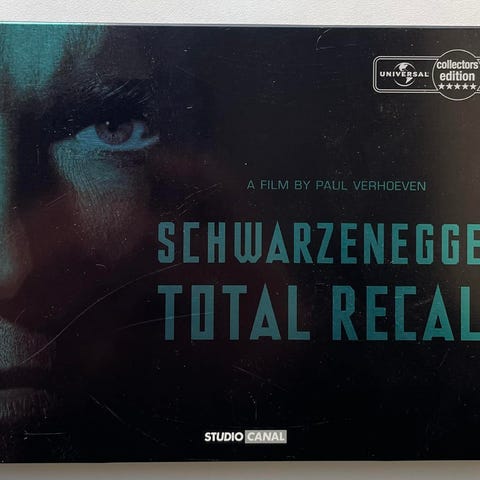 UNIVERSAL
collectors'
edition
A FILM BY PAUL VERHOEVEN
SCHWARZENEGGE
TOTAL RECAL
STUDIO CANAL